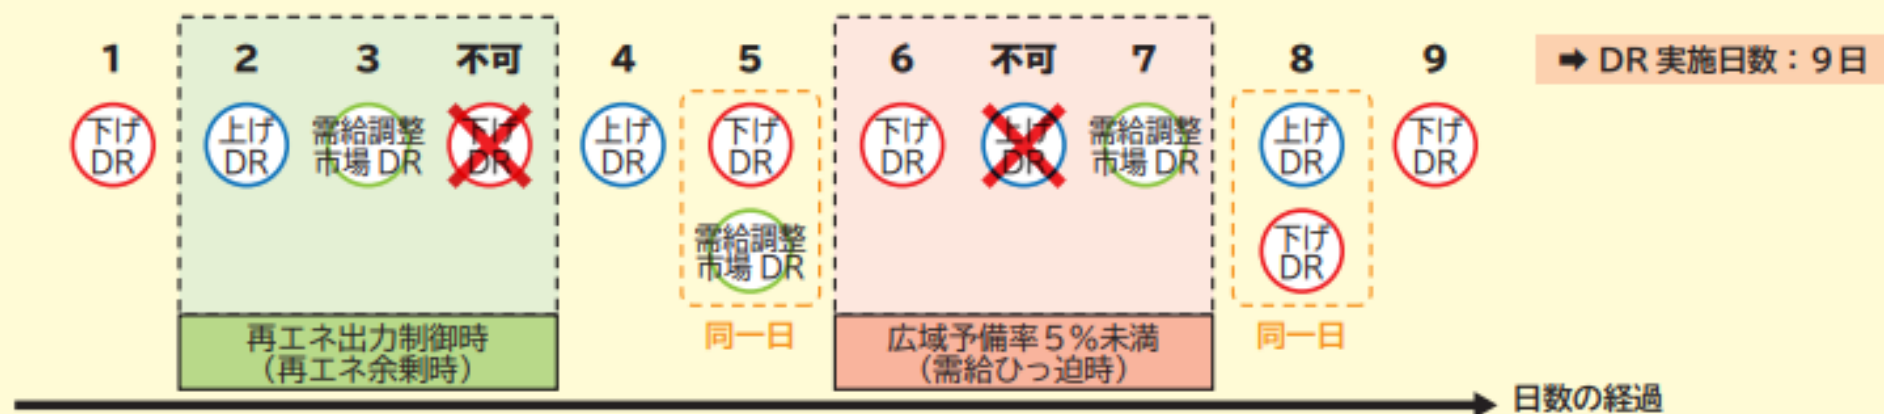 1
2
3
不可
4
5
6
不可
7
8
9
➡ DR 実施日数：9日
下げ
DR
上げ
DR
需給調整
市場 DR
下げ
DR
上げ
DR
下げ
DR
下げ
DR
上げ
DR
需給調整
市場 DR
上げ
DR
下げ
DR
需給調整
市場 DR
下げ
DR
同一日
同一日
再エネ出力制御時
（再エネ余剰時）
広域予備率５％未満
（需給ひっ迫時）
日数の経過